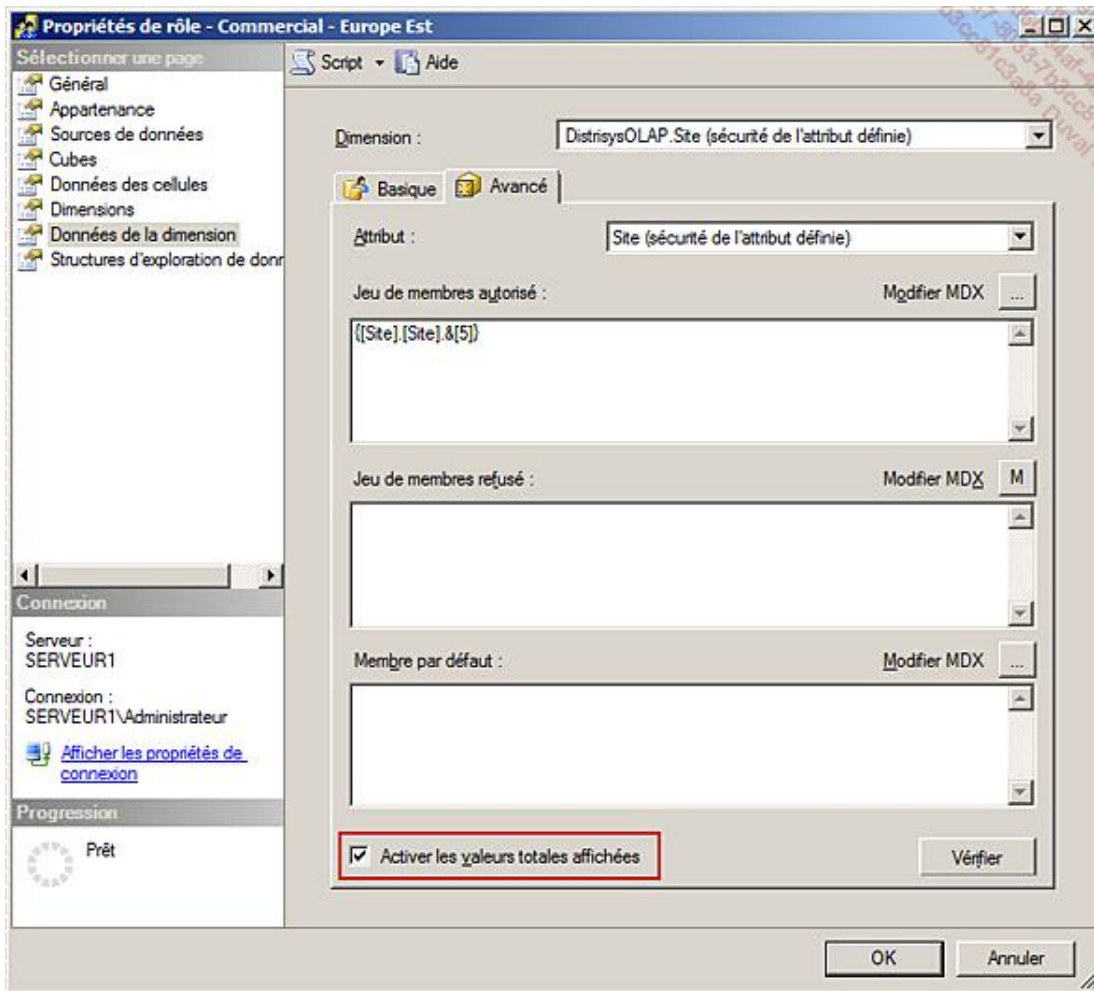 Propriétés de rôle - Commercial - Europe Est
Sélectionner une page
Général
Appartenance
Sources de données
Cubes
Données des cellules
Dimensions
Données de la dimension
Structures d'exploration de donr
Script
Aide
Dimension :
DistrisysOLAP.Site (sécurité de l'attribut définie)
Basique
Avancé
Attribut :
Site (sécurité de l'attribut définie)
Jeu de membres autorisé :
Modifier MDX
...
{[Site].[Site].&[5]}
Jeu de membres refusé :
Modifier MDX
M
Membre par défaut :
Modifier MDX
...
Activer les valeurs totales affichées
Vérifier
Connexion
Serveur :
SERVEUR1
Connexion :
SERVEUR1\Administrateur
Afficher les propriétés de
connexion
Progression
Prêt
OK
Annuler